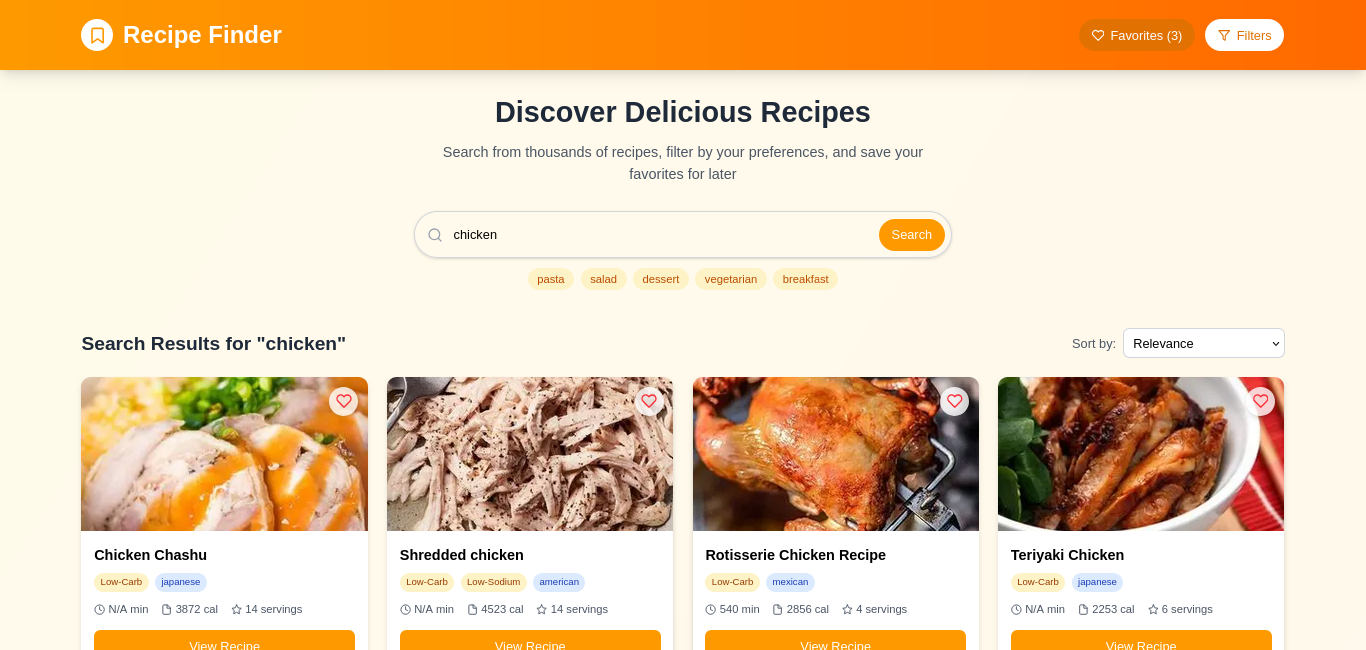 Recipe Finder
Favorites (3)
Filters
Discover Delicious Recipes
Search from thousands of recipes, filter by your preferences, and save your
favorites for later
chicken
Search
pasta salad dessert vegetarian breakfast
Search Results for "chicken"
Sort by: Relevance
Chicken Chashu
Low-Carb japanese
N/A min 3872 cal 14 servings
View Recipe
Shredded chicken
Low-Carb Low-Sodium american
N/A min 4523 cal 14 servings
View Recipe
Rotisserie Chicken Recipe
Low-Carb mexican
540 min 2856 cal 4 servings
View Recipe
Teriyaki Chicken
Low-Carb japanese
N/A min 2253 cal 6 servings
View Recipe